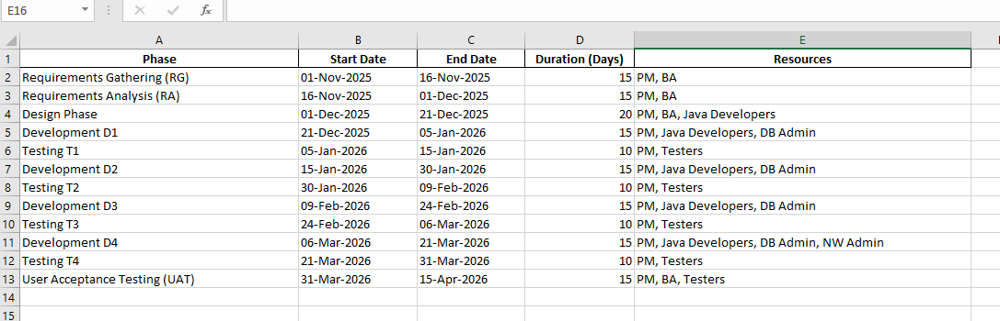 E16 fx
A B C D E
1 Phase Start Date End Date Duration (Days) Resources
2 Requirements Gathering (RG) 01-Nov-2025 16-Nov-2025 15 PM, BA
3 Requirements Analysis (RA) 16-Nov-2025 01-Dec-2025 15 PM, BA
4 Design Phase 01-Dec-2025 21-Dec-2025 20 PM, BA, Java Developers
5 Development D1 21-Dec-2025 05-Jan-2026 15 PM, Java Developers, DB Admin
6 Testing T1 05-Jan-2026 15-Jan-2026 10 PM, Testers
7 Development D2 15-Jan-2026 30-Jan-2026 15 PM, Java Developers, DB Admin
8 Testing T2 30-Jan-2026 09-Feb-2026 10 PM, Testers
9 Development D3 09-Feb-2026 24-Feb-2026 15 PM, Java Developers, DB Admin
10 Testing T3 24-Feb-2026 06-Mar-2026 10 PM, Testers
11 Development D4 06-Mar-2026 21-Mar-2026 15 PM, Java Developers, DB Admin, NW Admin
12 Testing T4 21-Mar-2026 31-Mar-2026 10 PM, Testers
13 User Acceptance Testing (UAT) 31-Mar-2026 15-Apr-2026 15 PM, BA, Testers
14
15